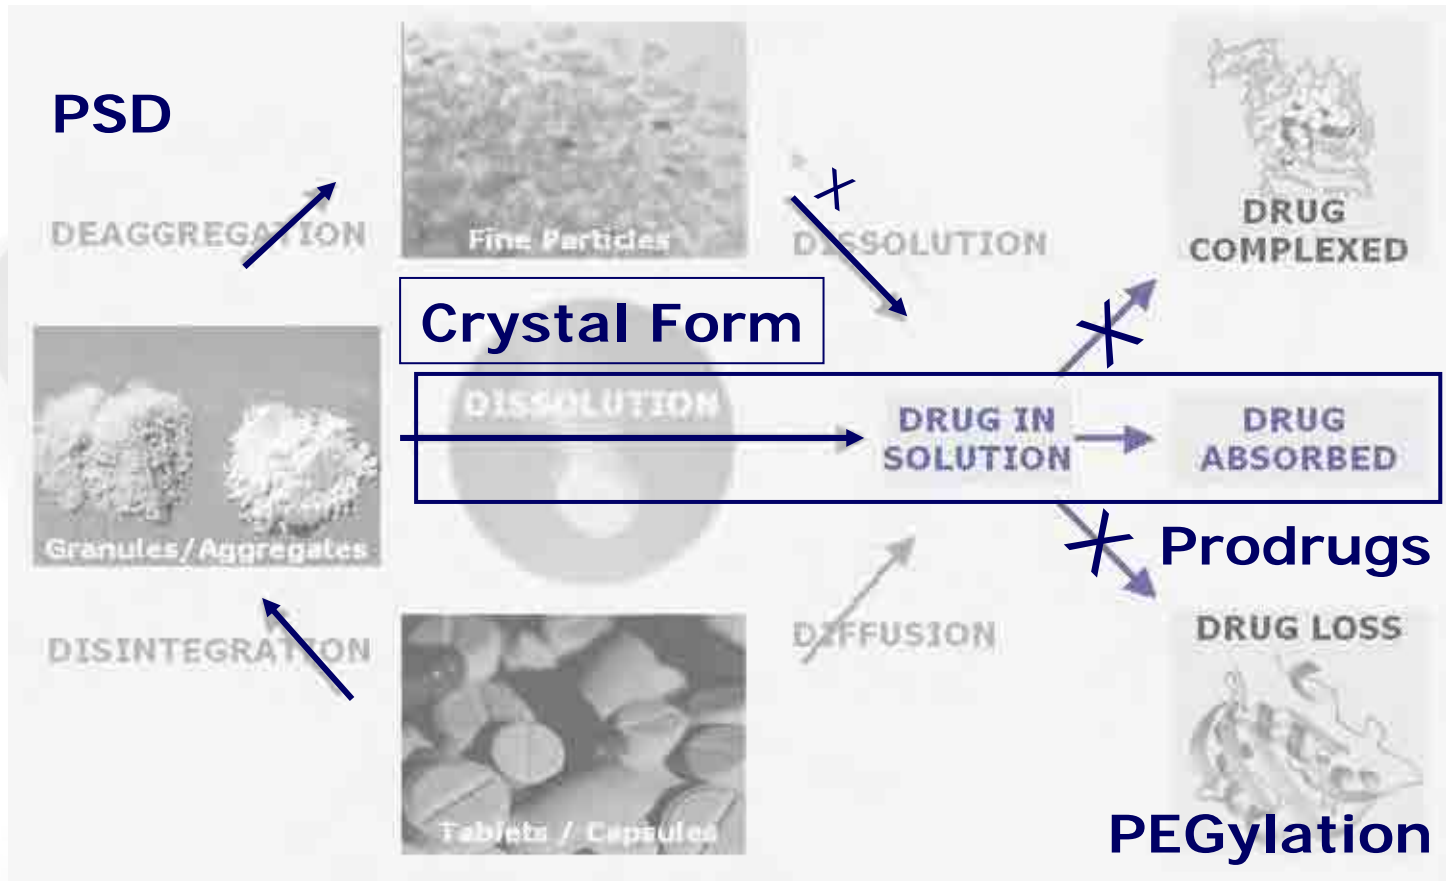 PSD
DEAGGREGATION
Fine Particles
DISSOLUTION
DRUG
COMPLEXED
Crystal Form
DISSOLUTION
DRUG IN
SOLUTION
DRUG
ABSORBED
Granules/Aggregates
Prodrugs
DISINTEGRATION
DIFFUSION
DRUG LOSS
Tablets / Capsules
PEGylation